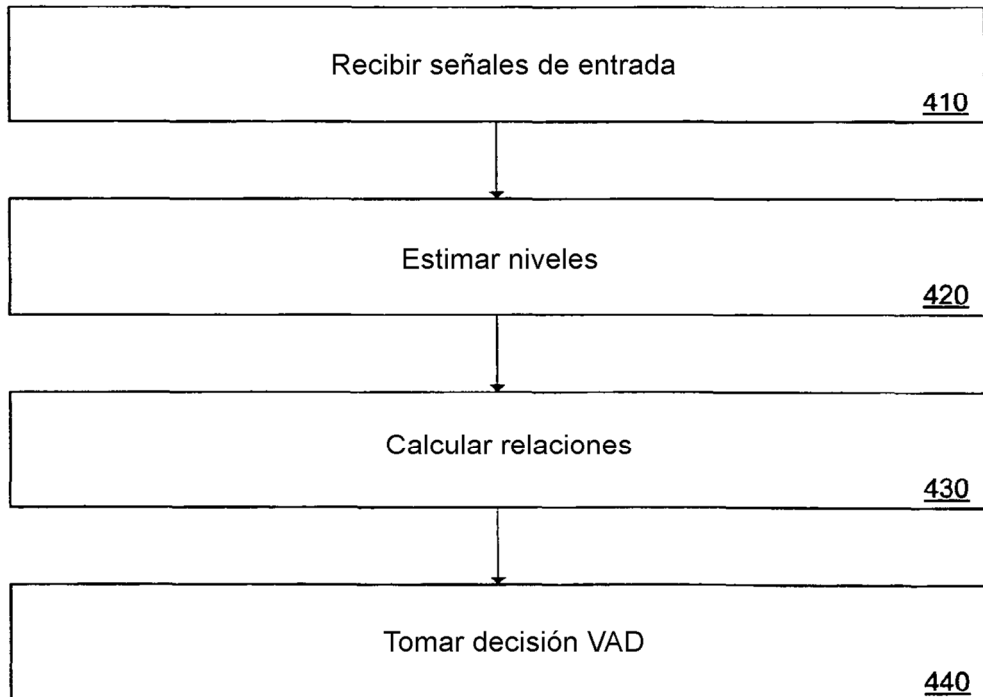 Recibir señales de entrada
410
Estimar niveles
420
Calcular relaciones
430
Tomar decisión VAD
440